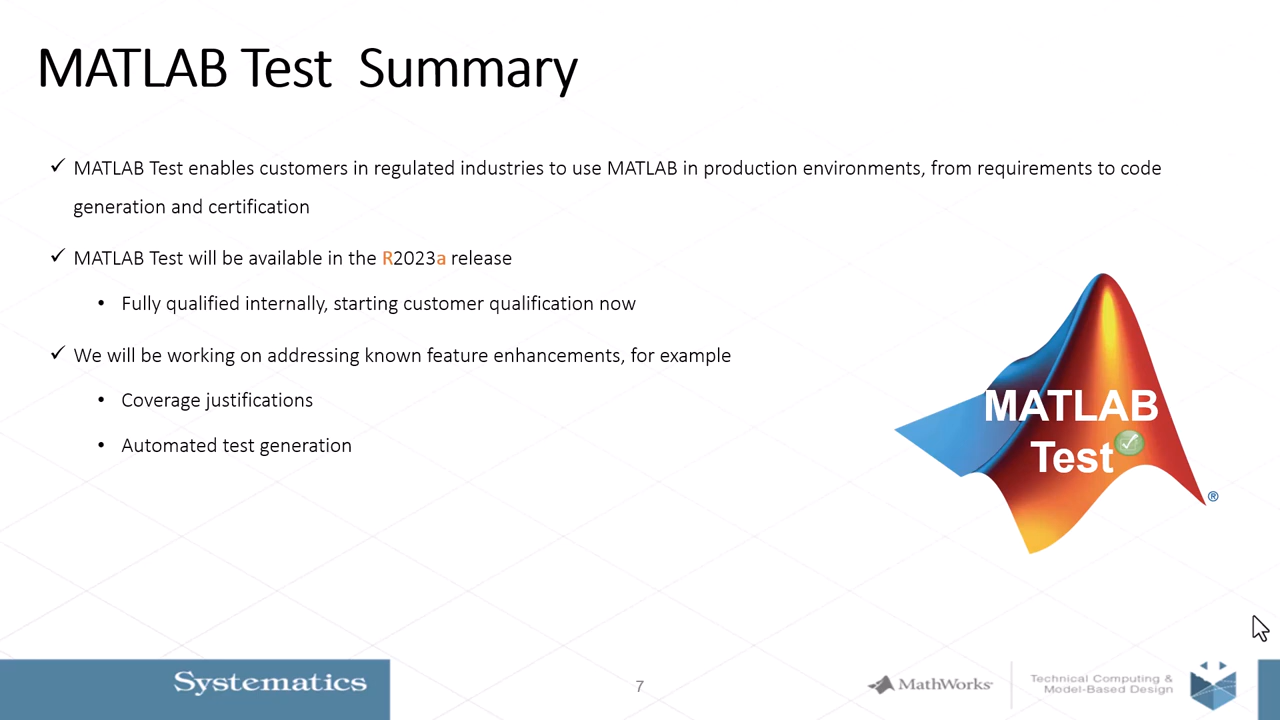 MATLAB Test  Summary
✓ MATLAB Test enables customers in regulated industries to use MATLAB in production environments, from requirements to code
generation and certification
✓ MATLAB Test will be available in the R2023a release
• Fully qualified internally, starting customer qualification now
✓ We will be working on addressing known feature enhancements, for example
• Coverage justifications
• Automated test generation
MATLAB
Test
®
Systematics
7
MathWorks
Technical Computing &
Model-Based Design